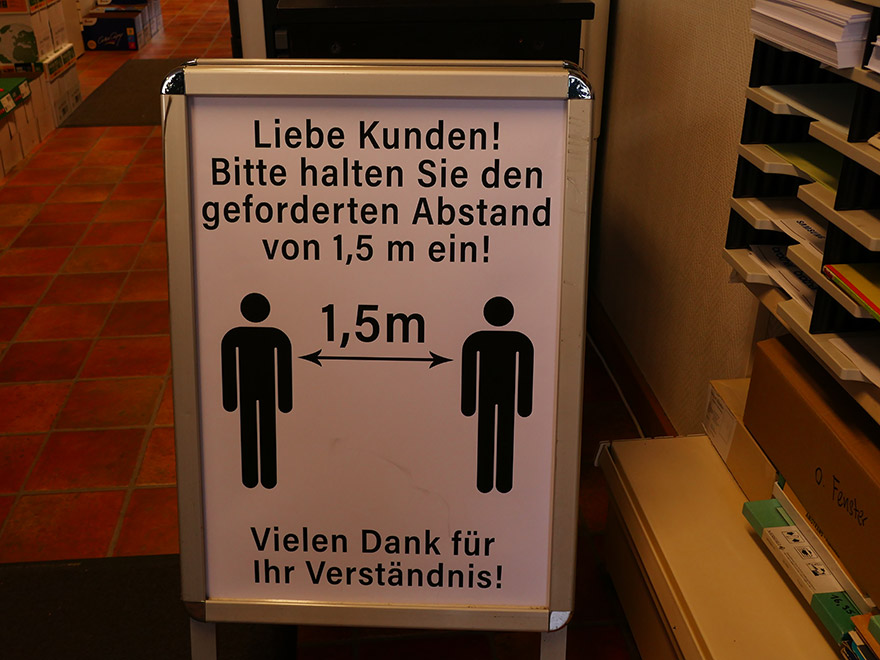 Liebe Kunden!
Bitte halten Sie den
geforderten Abstand
von 1,5 m ein!
1,5m
Vielen Dank für
Ihr Verständnis!
o. Fenster